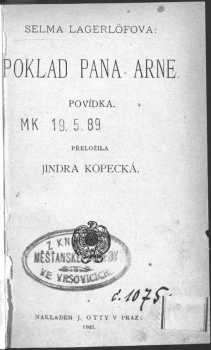 SELMA LAGERLÖFOVA:
POKLAD PANA ARNE.
POVÍDKA.
MK 19. 5. 89
PŘELOŽILA
JINDRA KOPECKÁ.
Z
MĚŠŤANSKÉ
VE VRŠOVICÍCH
č. 1075.
NAKLADEM J. OTTY V PRAZE